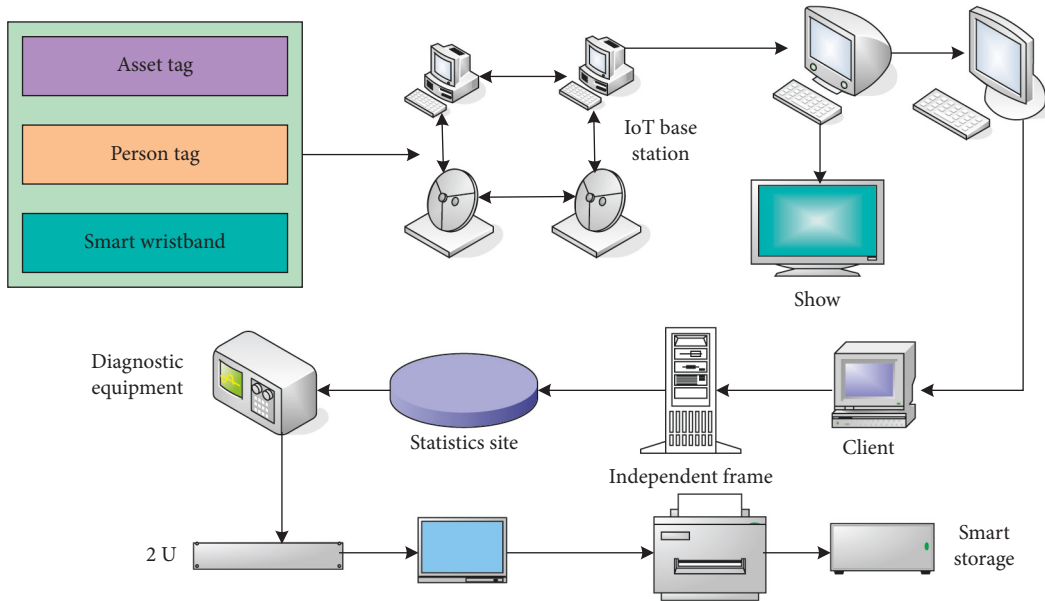 Asset tag
Person tag
Smart wristband
IoT base
station
Show
Diagnostic
equipment
Statistics site
Independent frame
Client
2 U
Smart
storage